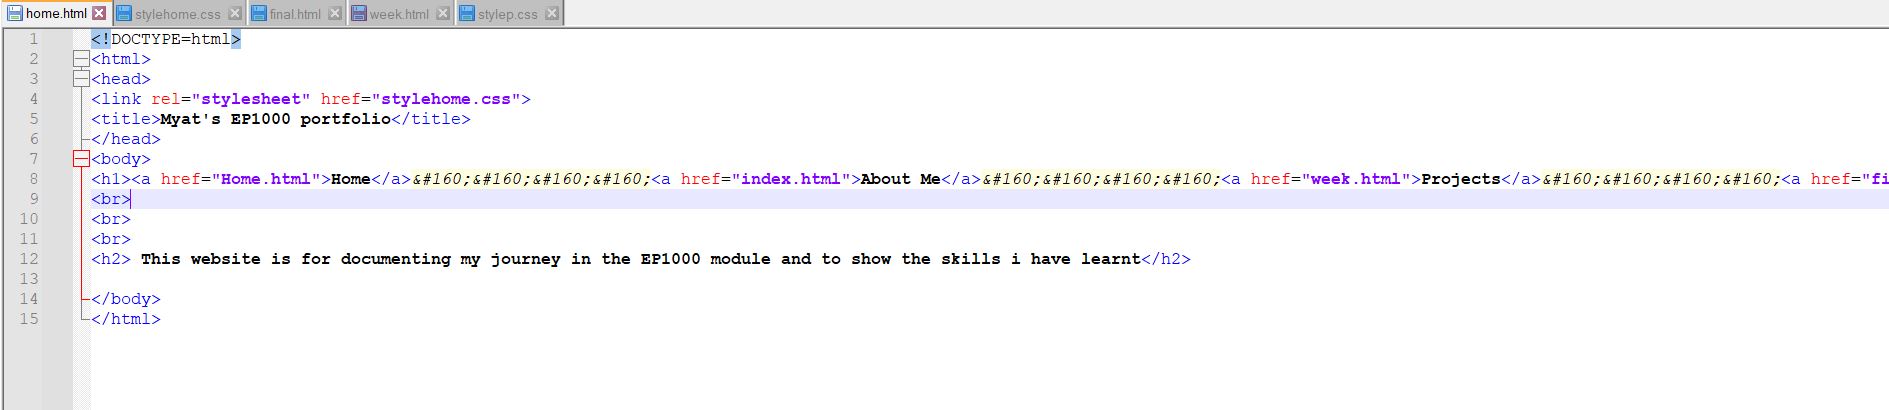 home.html stylehome.css final.html week.html stylep.css
1 <!DOCTYPE=html>
2 <html>
3 <head>
4 <link rel="stylesheet" href="stylehome.css">
5 <title>Myat's EP1000 portfolio</title>
6 </head>
7 <body>
8 <h1><a href="Home.html">Home</a>&#160;&#160;&#160;&#160;<a href="index.html">About Me</a>&#160;&#160;&#160;&#160;<a href="week.html">Projects</a>&#160;&#160;&#160;&#160;<a href="fi
9 <br>
10 <br>
11 <br>
12 <h2> This website is for documenting my journey in the EP1000 module and to show the skills i have learnt</h2>
13
14 </body>
15 </html>